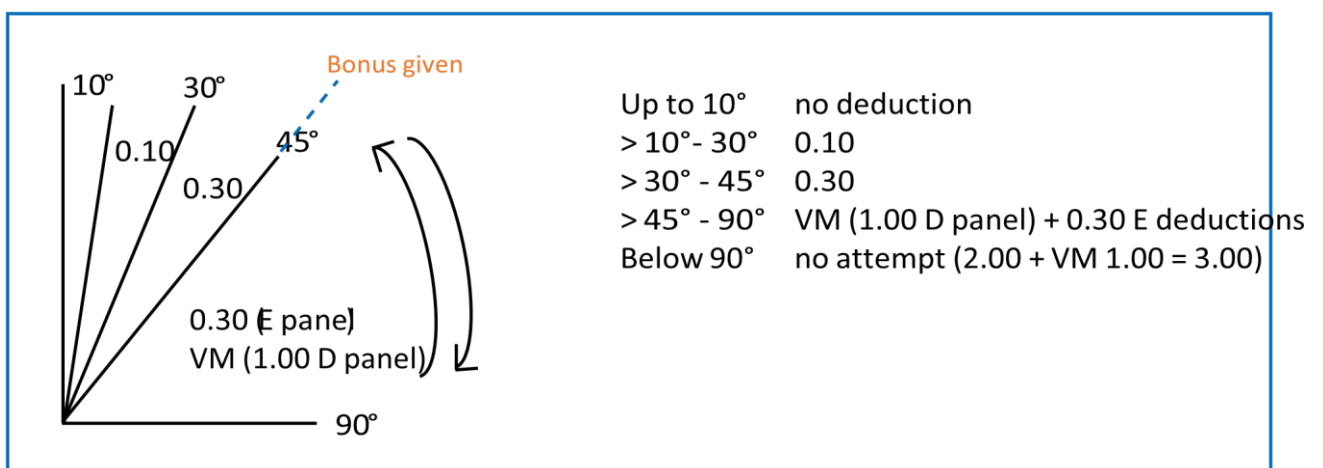 Bonus given
10°
30°
45°
0.10
0.30
0.30 (E panel)
VM (1.00 D panel)
90°
Up to 10° no deduction
> 10°- 30° 0.10
> 30° - 45° 0.30
> 45° - 90° VM (1.00 D panel) + 0.30 E deductions
Below 90° no attempt (2.00 + VM 1.00 = 3.00)